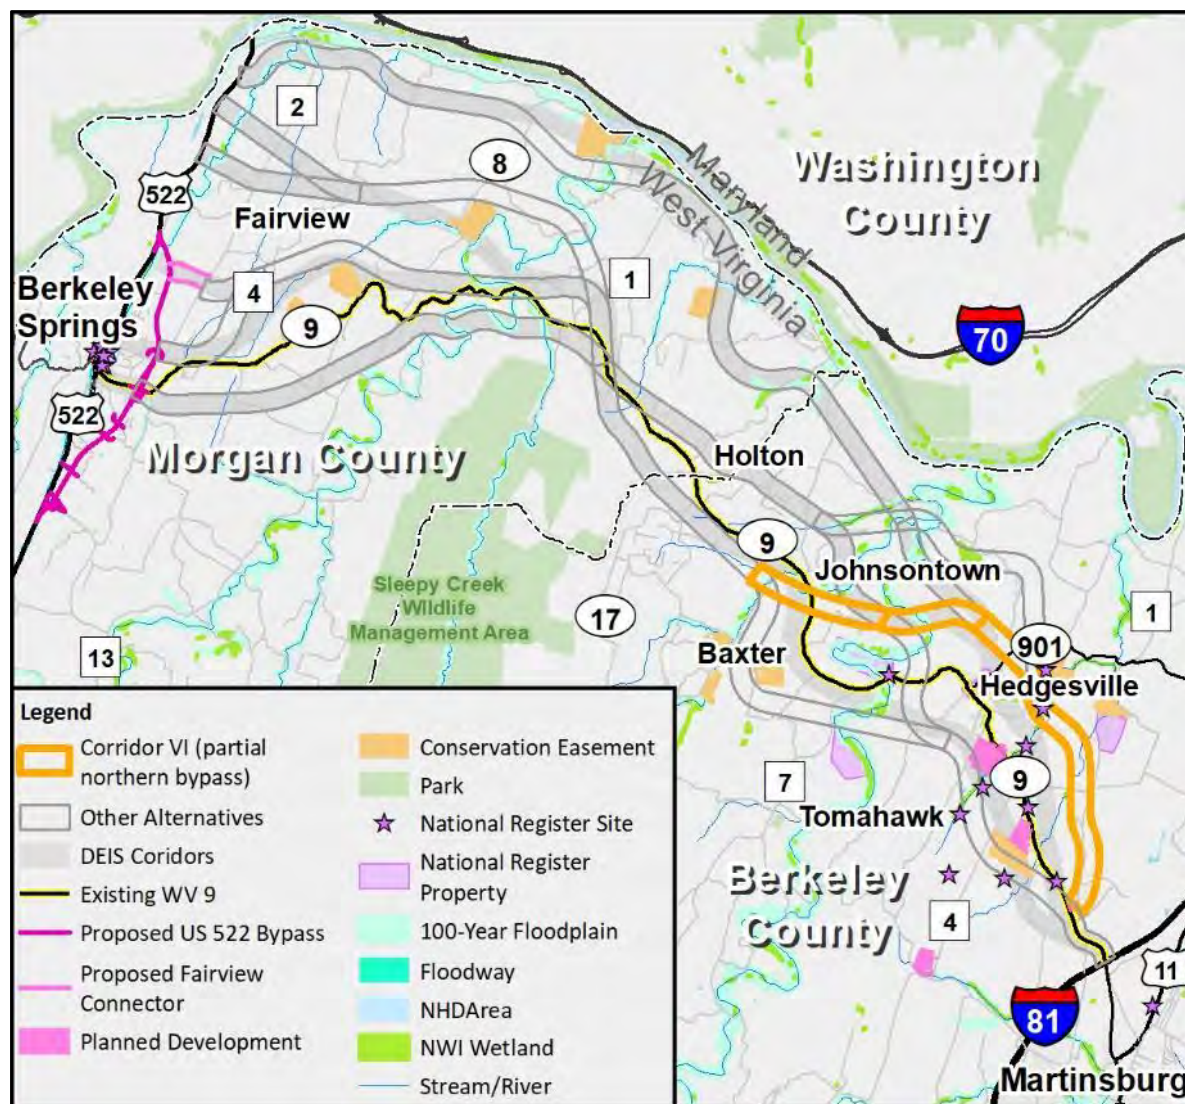 2
8
Washington
County
Maryland
West Virginia
522
Fairview
Berkeley
Springs
4
1
9
70
522
Morgan County
Holton
9
Johnsontown
Sleepy Creek
Wildlife
Management Area
17
1
13
Baxter
901
Hedgesville
7
9
Tomahawk
Berkeley
County
4
11
81
Martinsburg
Legend
Corridor VI (partial
northern bypass)
Other Alternatives
DEIS Coridors
Existing WV 9
Proposed US 522 Bypass
Proposed Fairview
Connector
Planned Development
Conservation Easement
Park
National Register Site
National Register
Property
100-Year Floodplain
Floodway
NHDArea
NWI Wetland
Stream/River